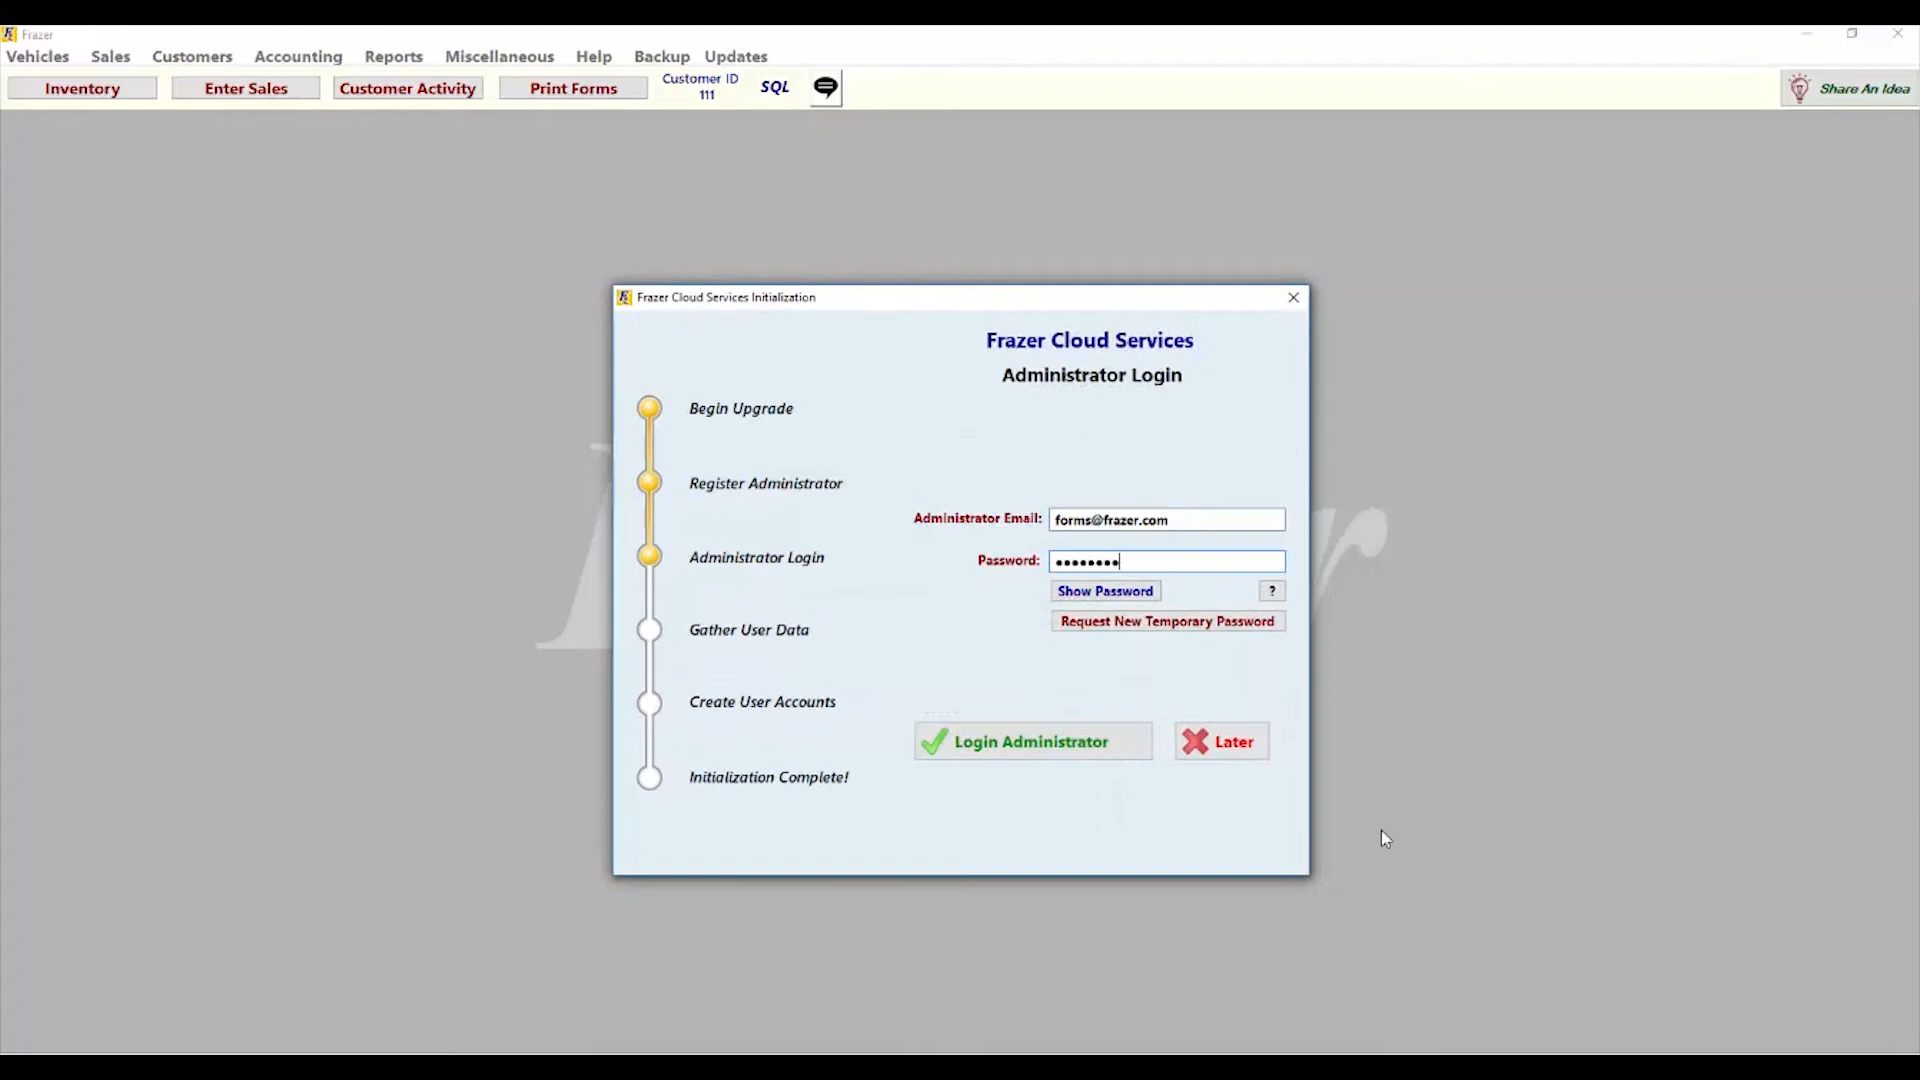 Frazer
Vehicles Sales Customers Accounting Reports Miscellaneous Help Backup Updates
Inventory Enter Sales Customer Activity Print Forms Customer ID SQL Share An Idea
111
Frazer Cloud Services Initialization
Frazer Cloud Services
Administrator Login
Begin Upgrade
Register Administrator
Administrator Email: forms@frazer.com
Administrator Login
Password: ••••••••
Show Password ?
Request New Temporary Password
Gather User Data
Create User Accounts
Login Administrator Later
Initialization Complete!